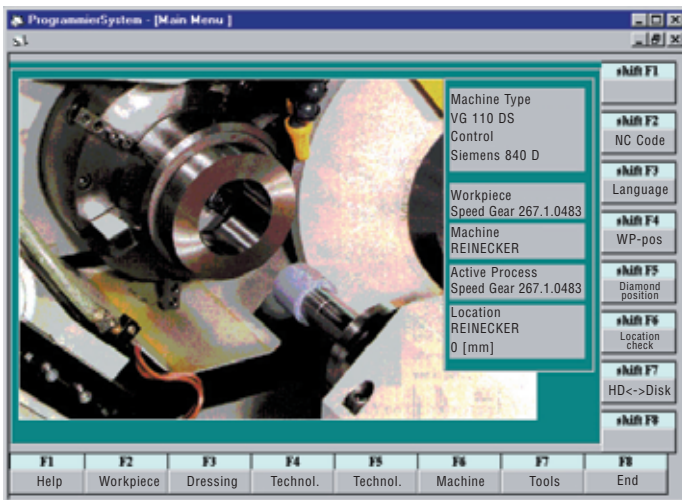 ProgrammierSystem - [Main Menu ]
Machine Type
VG 110 DS
Control
Siemens 840 D
Workpiece
Speed Gear 267.1.0483
Machine
REINECKER
Active Process
Speed Gear 267.1.0483
Location
REINECKER
0 [mm]
shift F1
shift F2
NC Code
shift F3
Language
shift F4
WP-pos
shift F5
Diamond
position
shift F6
Location
check
shift F7
HD<->Disk
shift F8
F1 F2 F3 F4 F5 F6 F7 F8
Help Workpiece Dressing Technol. Technol. Machine Tools End